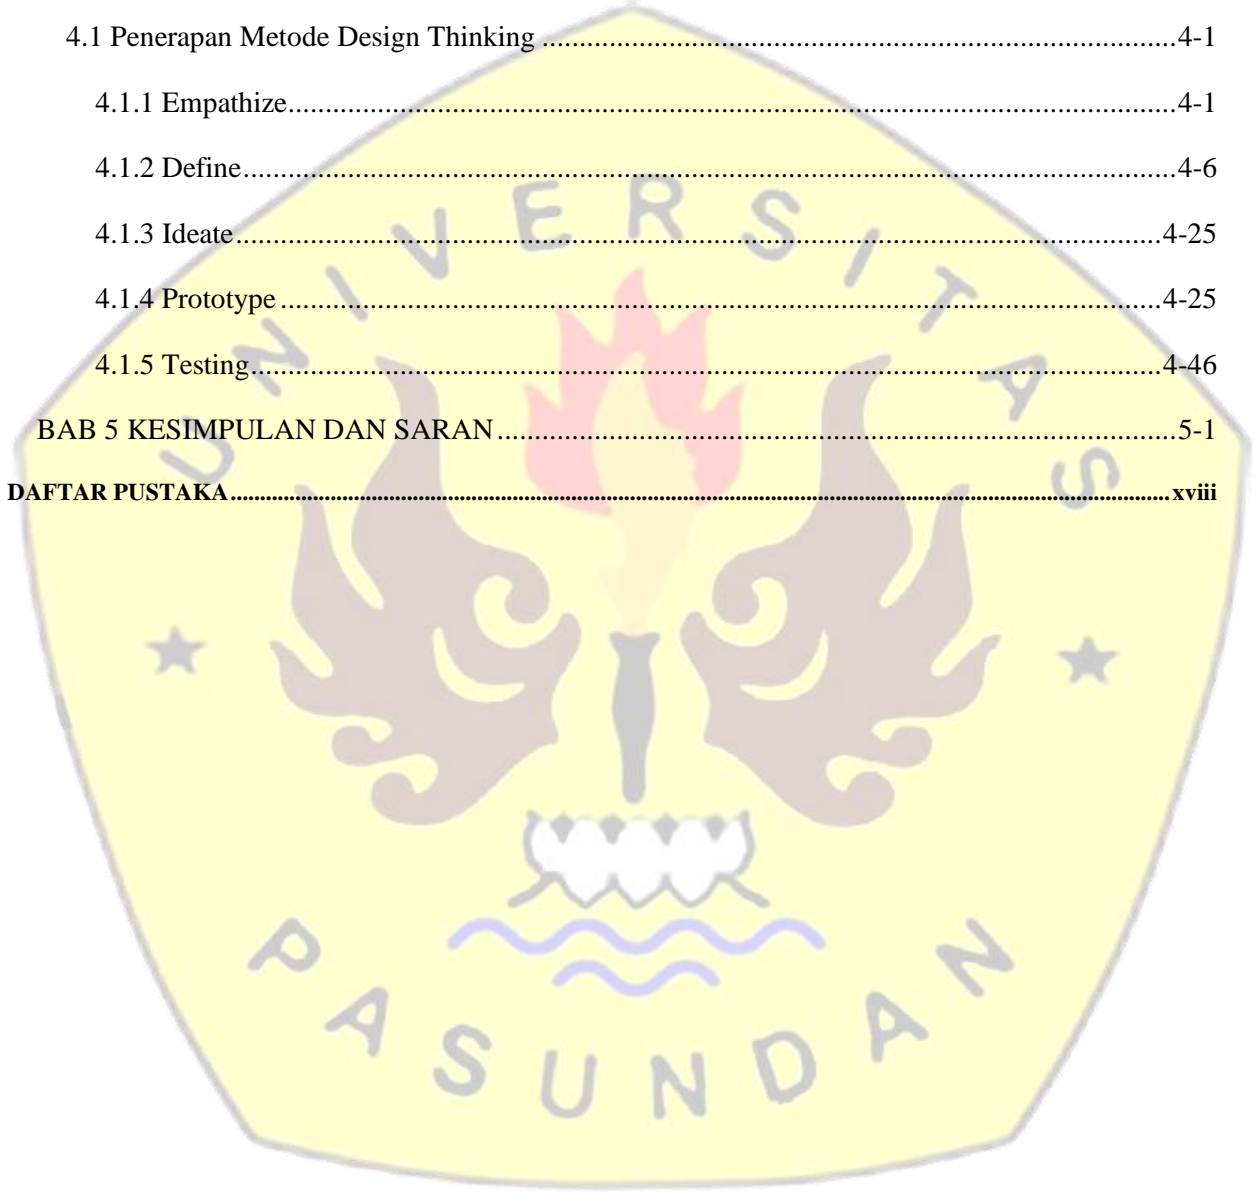 4.1 Penerapan Metode Design Thinking ....................................................................................4-1
4.1.1 Empathize......................................................................................................................4-1
4.1.2 Define............................................................................................................................4-6
4.1.3 Ideate...........................................................................................................................4-25
4.1.4 Prototype .....................................................................................................................4-25
4.1.5 Testing.........................................................................................................................4-46
BAB 5 KESIMPULAN DAN SARAN ..........................................................................................5-1
DAFTAR PUSTAKA..................................................................................................................xviii
UNIVERSITAS
PASUNDAN